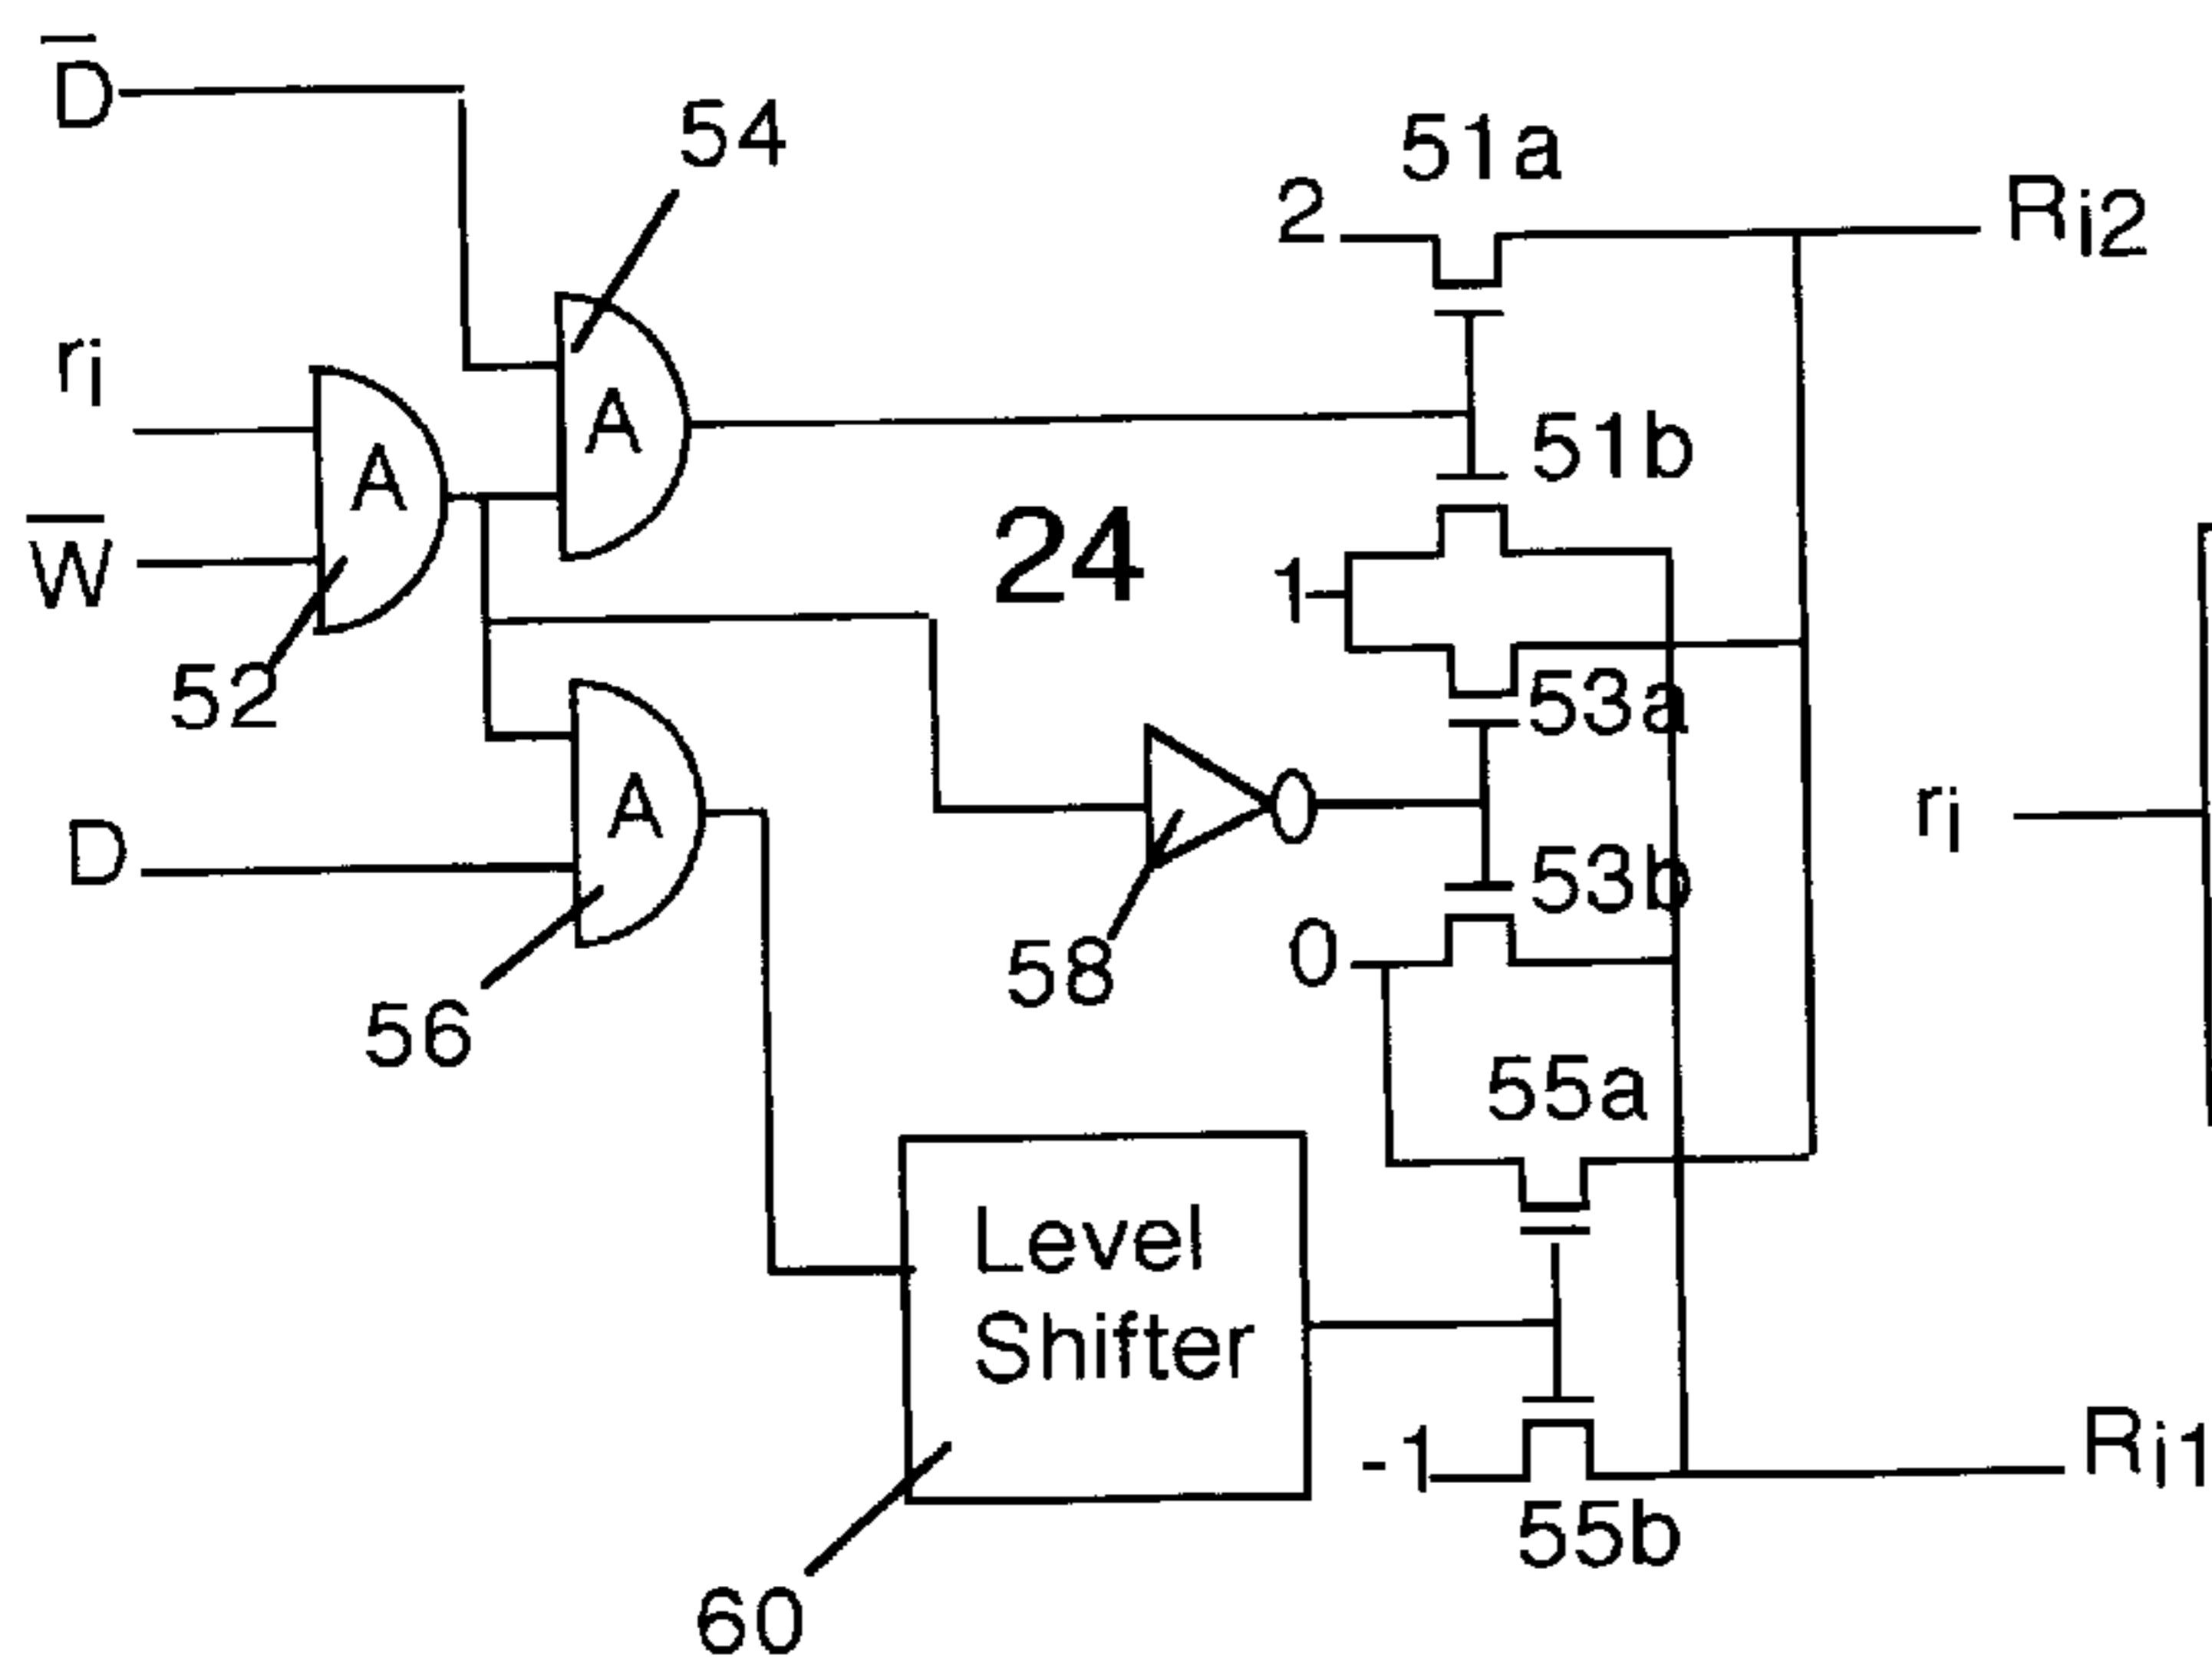 D̅
54
51a
2
Ri2
ri
A
A
51b
W̅
24
1
52
53a
D
A
ri
53b
58
0
56
55a
Level
Shifter
-1
Ri1
55b
60